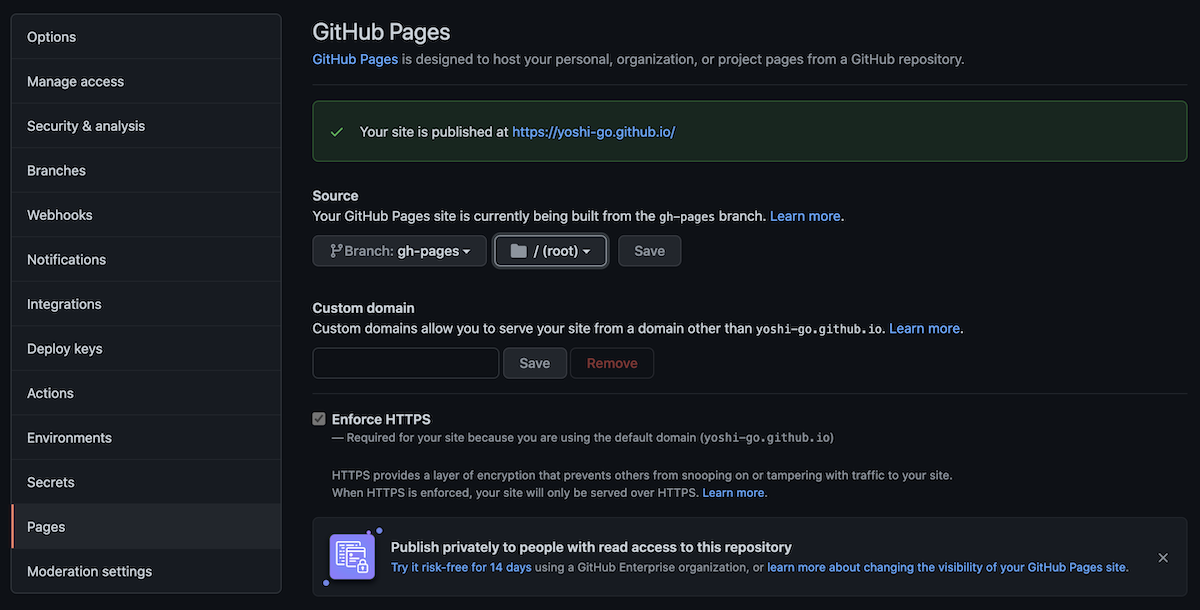 Options
Manage access
Security & analysis
Branches
Webhooks
Notifications
Integrations
Deploy keys
Actions
Environments
Secrets
Pages
Moderation settings
GitHub Pages
GitHub Pages is designed to host your personal, organization, or project pages from a GitHub repository.
Your site is published at https://yoshi-go.github.io/
Source
Your GitHub Pages site is currently being built from the gh-pages branch. Learn more.
Branch: gh-pages / (root) Save
Custom domain
Custom domains allow you to serve your site from a domain other than yoshi-go.github.io. Learn more.
Save Remove
Enforce HTTPS
— Required for your site because you are using the default domain (yoshi-go.github.io)
HTTPS provides a layer of encryption that prevents others from snooping on or tampering with traffic to your site.
When HTTPS is enforced, your site will only be served over HTTPS. Learn more.
Publish privately to people with read access to this repository
Try it risk-free for 14 days using a GitHub Enterprise organization, or learn more about changing the visibility of your GitHub Pages site.